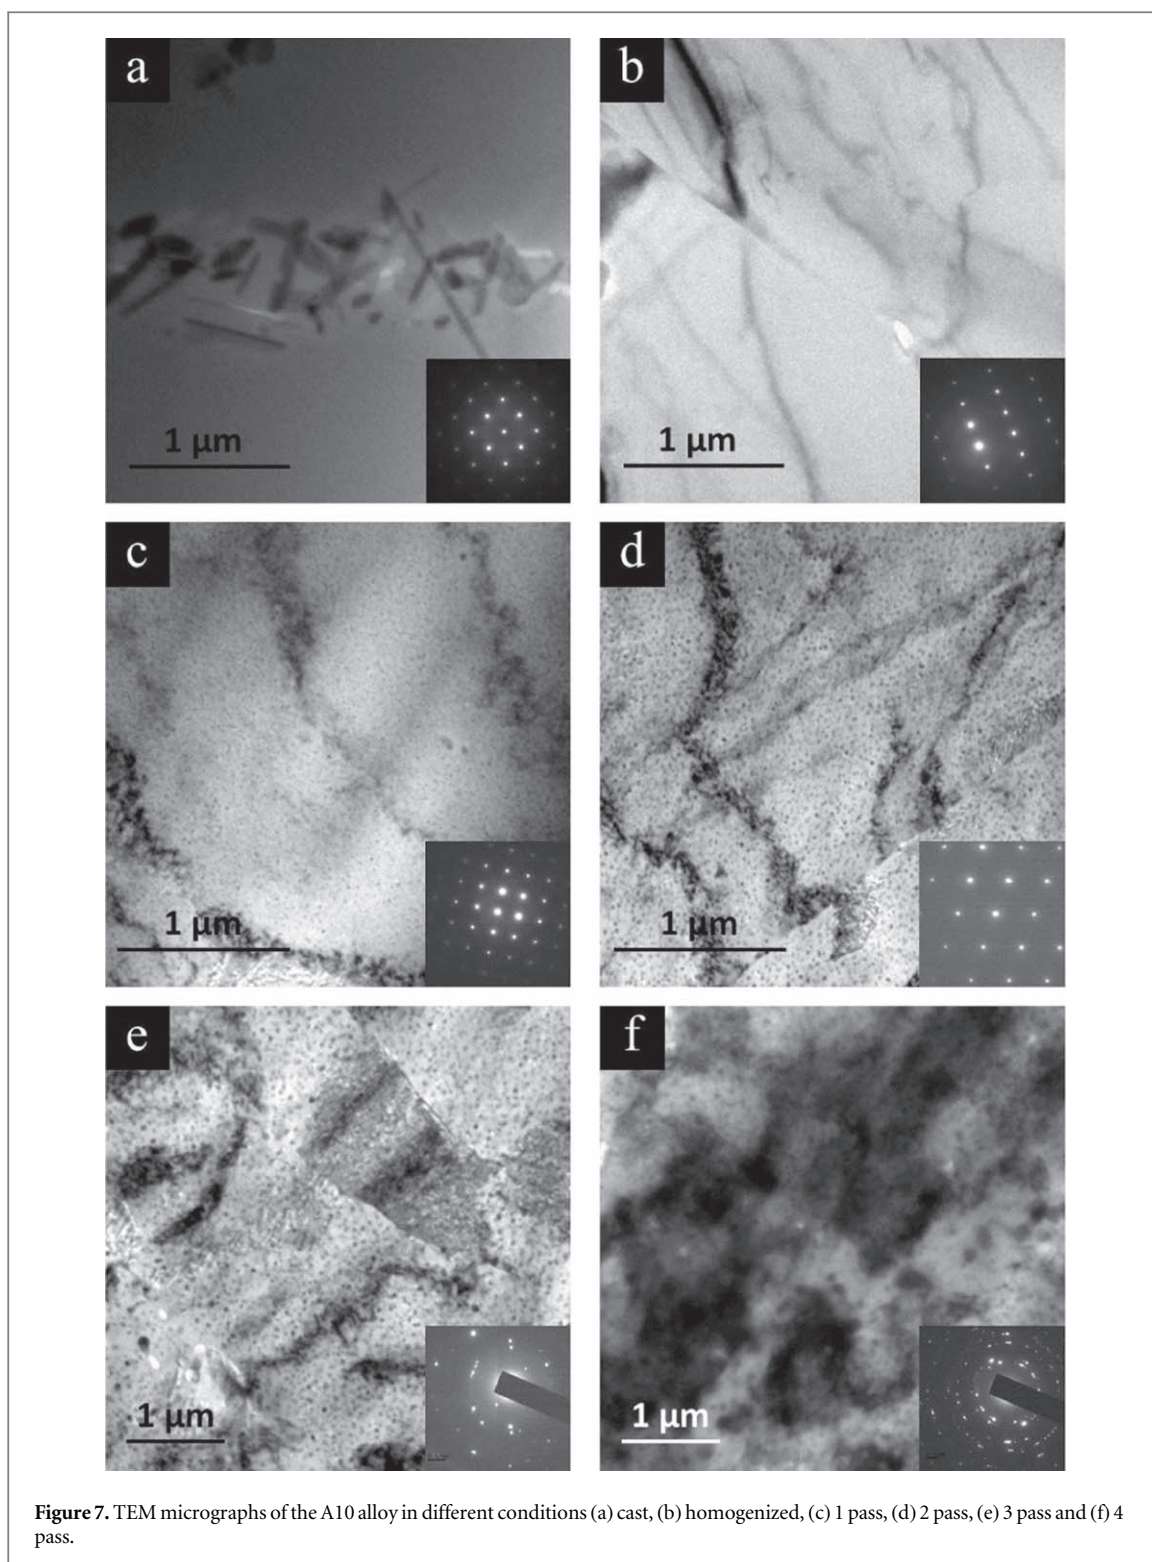 a
b
1 µm
1 µm
c
d
1 µm
1 µm
e
f
1 µm
1 µm
Figure 7. TEM micrographs of the A10 alloy in different conditions (a) cast, (b) homogenized, (c) 1 pass, (d) 2 pass, (e) 3 pass and (f) 4
pass.